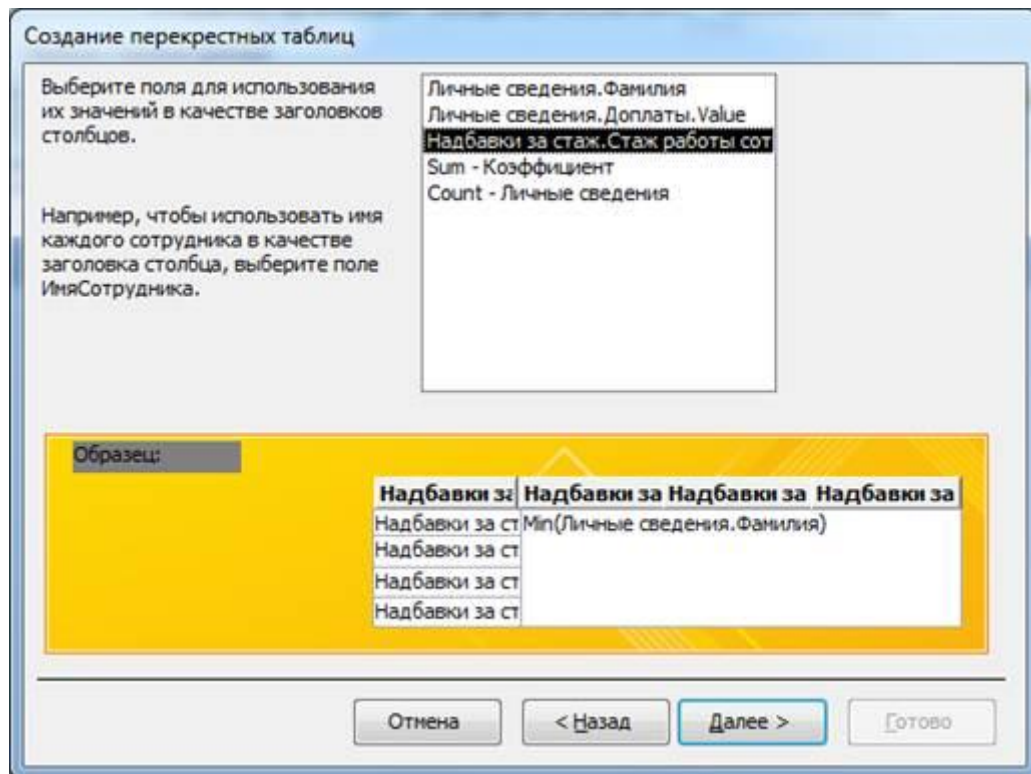 Создание перекрестных таблиц
Выберите поля для использования
их значений в качестве заголовков
столбцов.
Например, чтобы использовать имя
каждого сотрудника в качестве
заголовка столбца, выберите поле
ИмяСотрудника.
Личные сведения.Фамилия
Личные сведения.Доплаты.Value
Надбавки за стаж.Стаж работы сот
Sum - Коэффициент
Count - Личные сведения
Образец:
Надбавки за Надбавки за Надбавки за Надбавки за
Надбавки за ст Min(Личные сведения.Фамилия)
Надбавки за ст
Надбавки за ст
Надбавки за ст
Отмена < Назад Далее > Готово